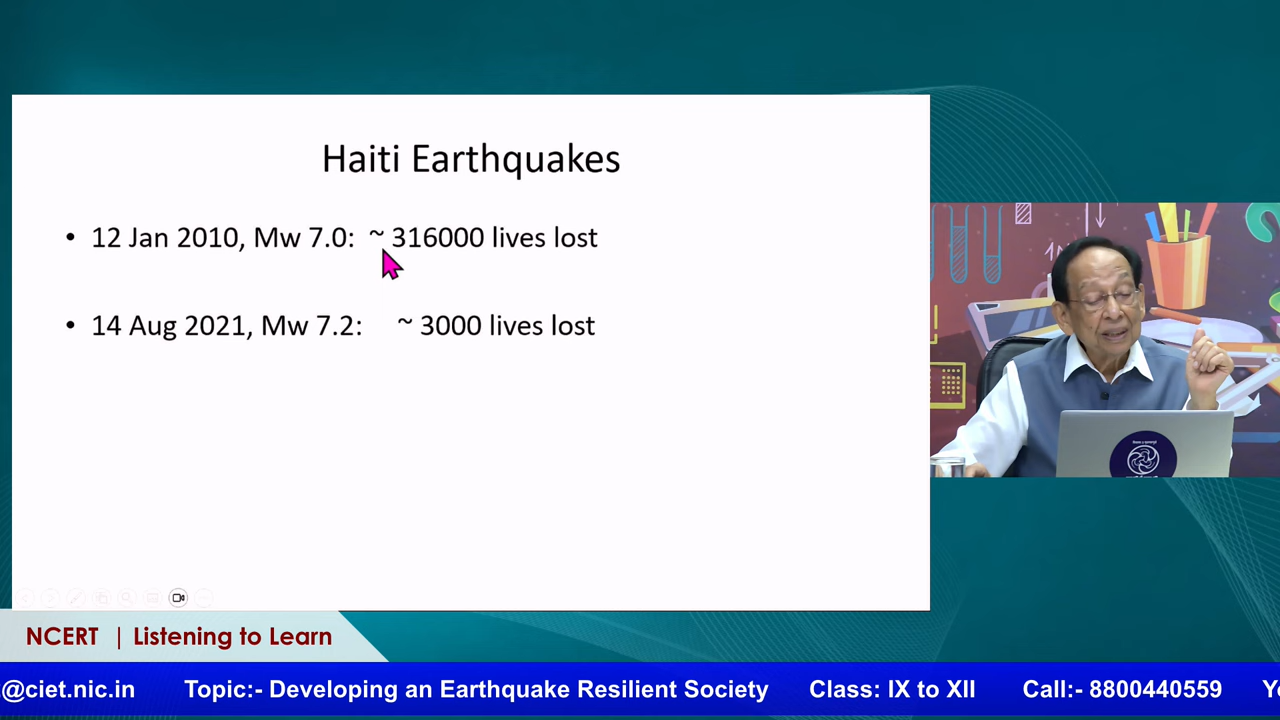 Haiti Earthquakes
• 12 Jan 2010, Mw 7.0: ~ 316000 lives lost
• 14 Aug 2021, Mw 7.2: ~ 3000 lives lost
NCERT | Listening to Learn
@ciet.nic.in Topic:- Developing an Earthquake Resilient Society Class: IX to XII Call:- 8800440559